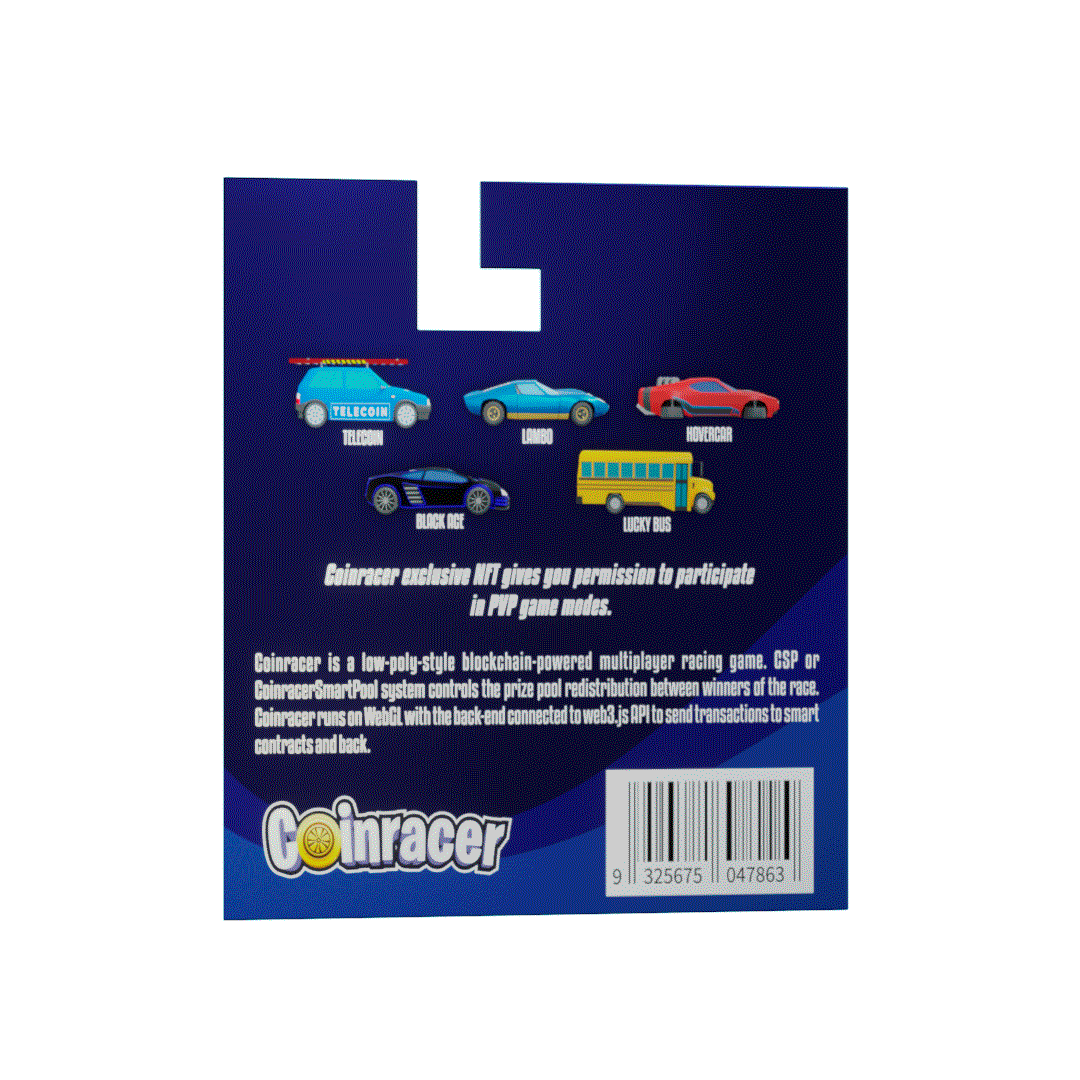 TELECOIN
TELECOIN
LAMBO
HOVERCAR
BLACK ACE
LUCKY BUS
Coinracer exclusive NFT gives you permission to participate
in PVP game modes.
Coinracer is a low-poly-style blockchain-powered multiplayer racing game. CSP or
CoinracerSmartPool system controls the prize pool redistribution between winners of the race.
Coinracer runs on WebGL with the back-end connected to web3.js API to send transactions to smart
contracts and back.
Coinracer
9 325675 047863